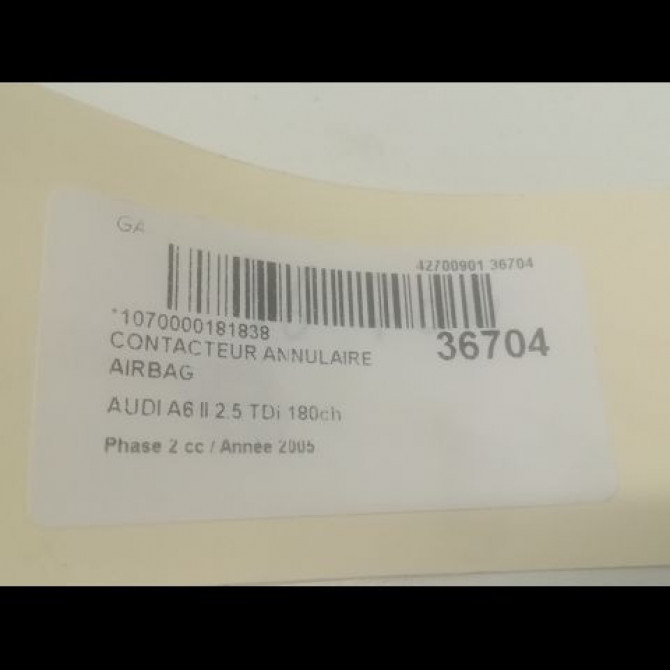 GA
42700901 36704
*1070000181838
36704
CONTACTEUR ANNULAIRE
AIRBAG
AUDI A6 II 2.5 TDi 180ch
Phase 2 cc / Année 2005